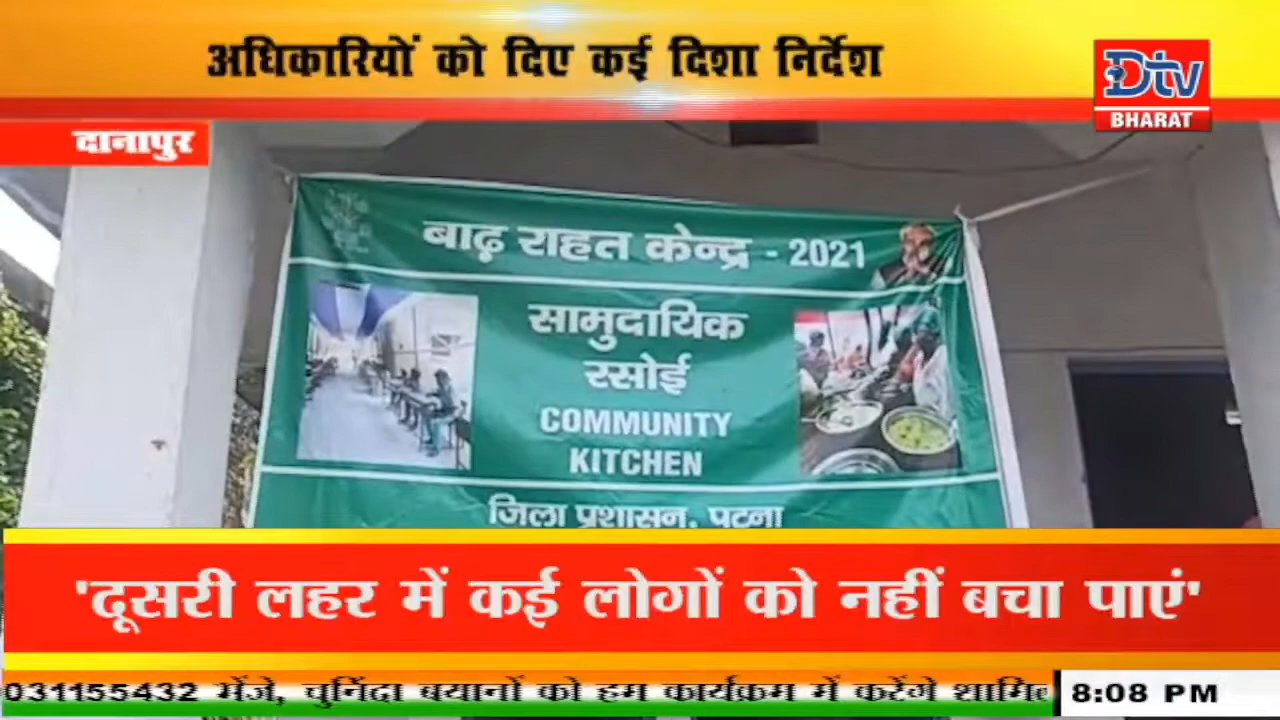 अधिकारियों को दिए कई दिशा निर्देश
Dtv
BHARAT
दानापुर
बाढ़ राहत केन्द्र - 2021
सामुदायिक
रसोई
COMMUNITY
KITCHEN
जिला प्रशासन, पटना
'दूसरी लहर में कई लोगों को नहीं बचा पाएं'
031155432 भेंजे, चुनिंदा बयानों को हम कार्यक्रम में करेंगे
8:08 PM